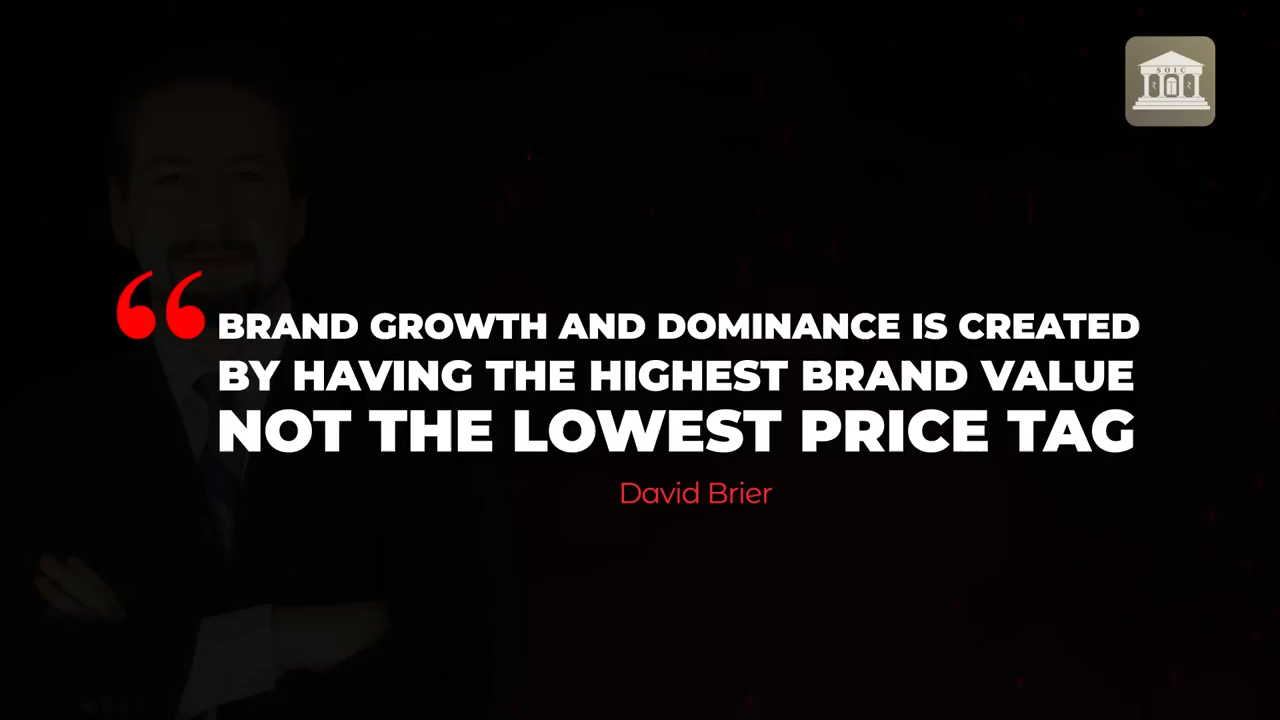 SOIC
“BRAND GROWTH AND DOMINANCE IS CREATED
BY HAVING THE HIGHEST BRAND VALUE
NOT THE LOWEST PRICE TAG
David Brier